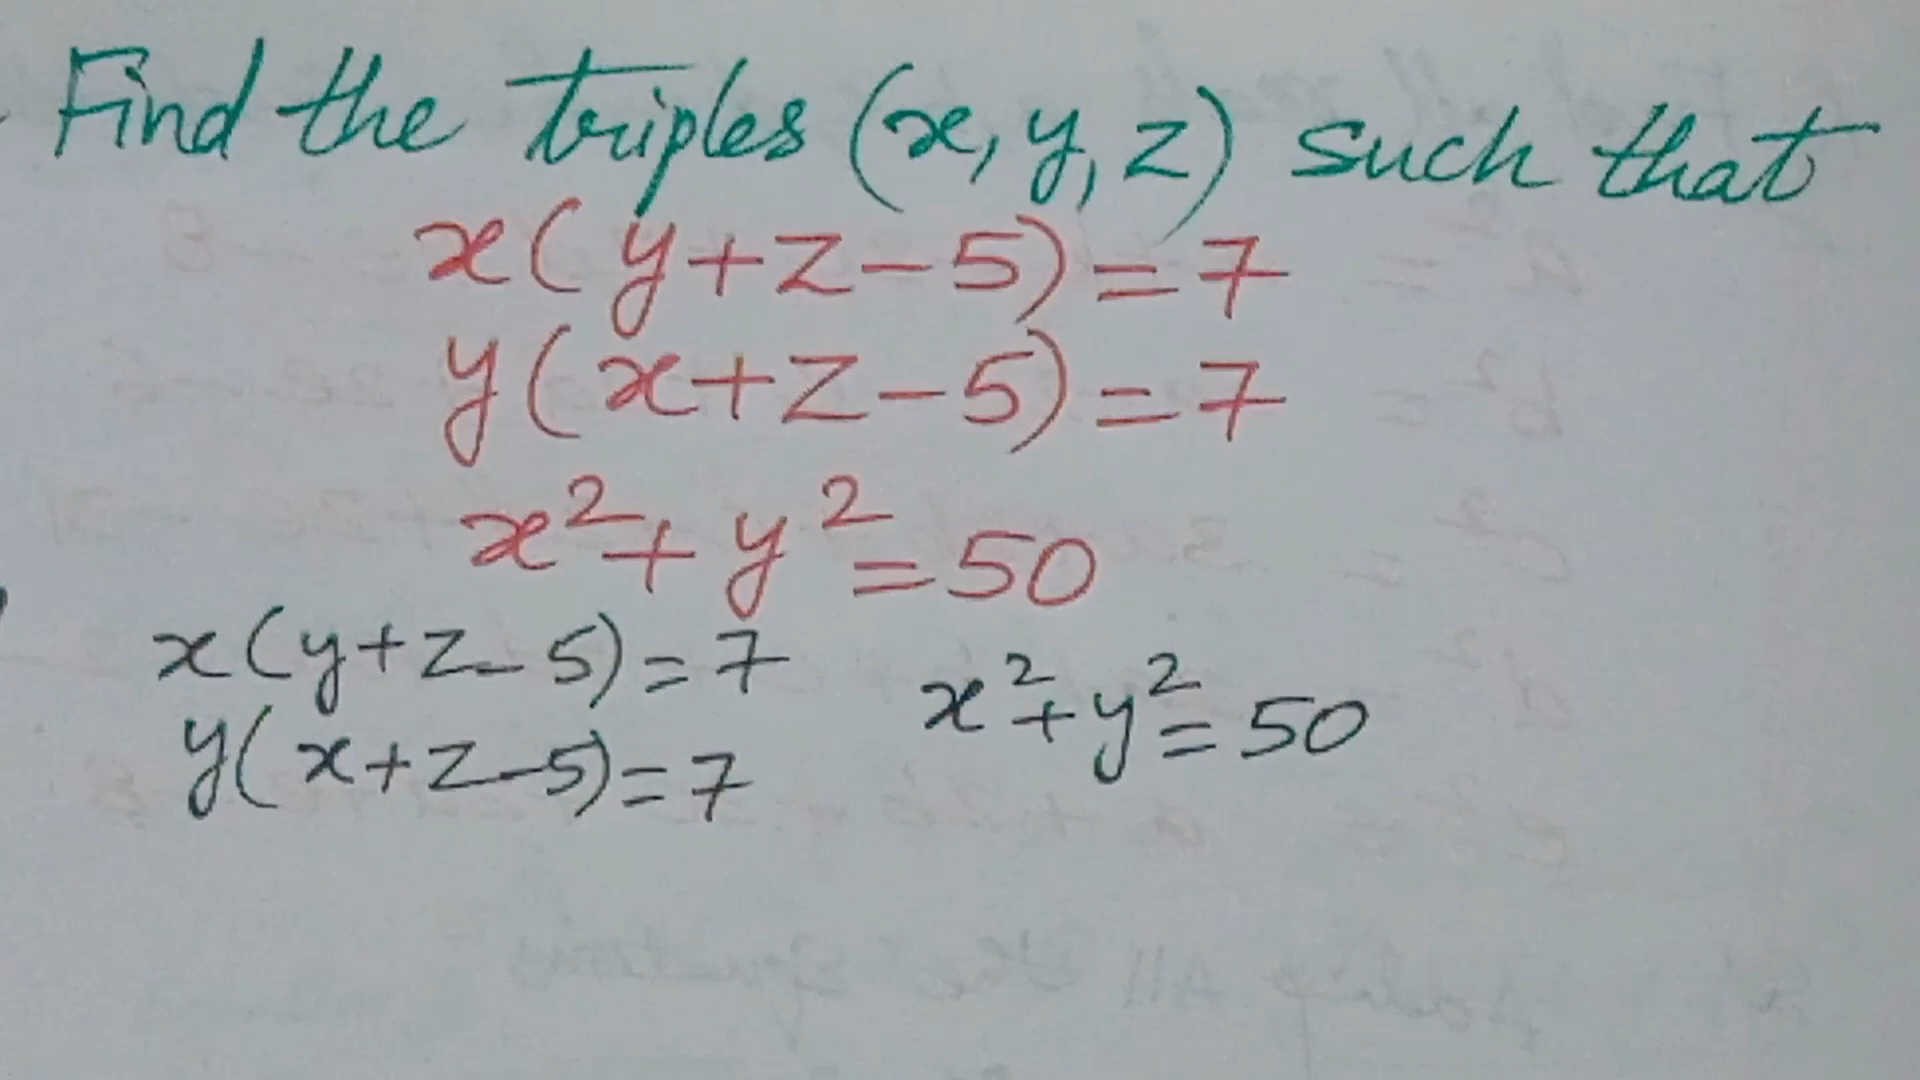 Find the triples (x, y, z) such that
x(y+z-5)=7
y(x+z-5)=7
x²+y²=50
x(y+z-5)=7
y(x+z-5)=7
x²+y²=50